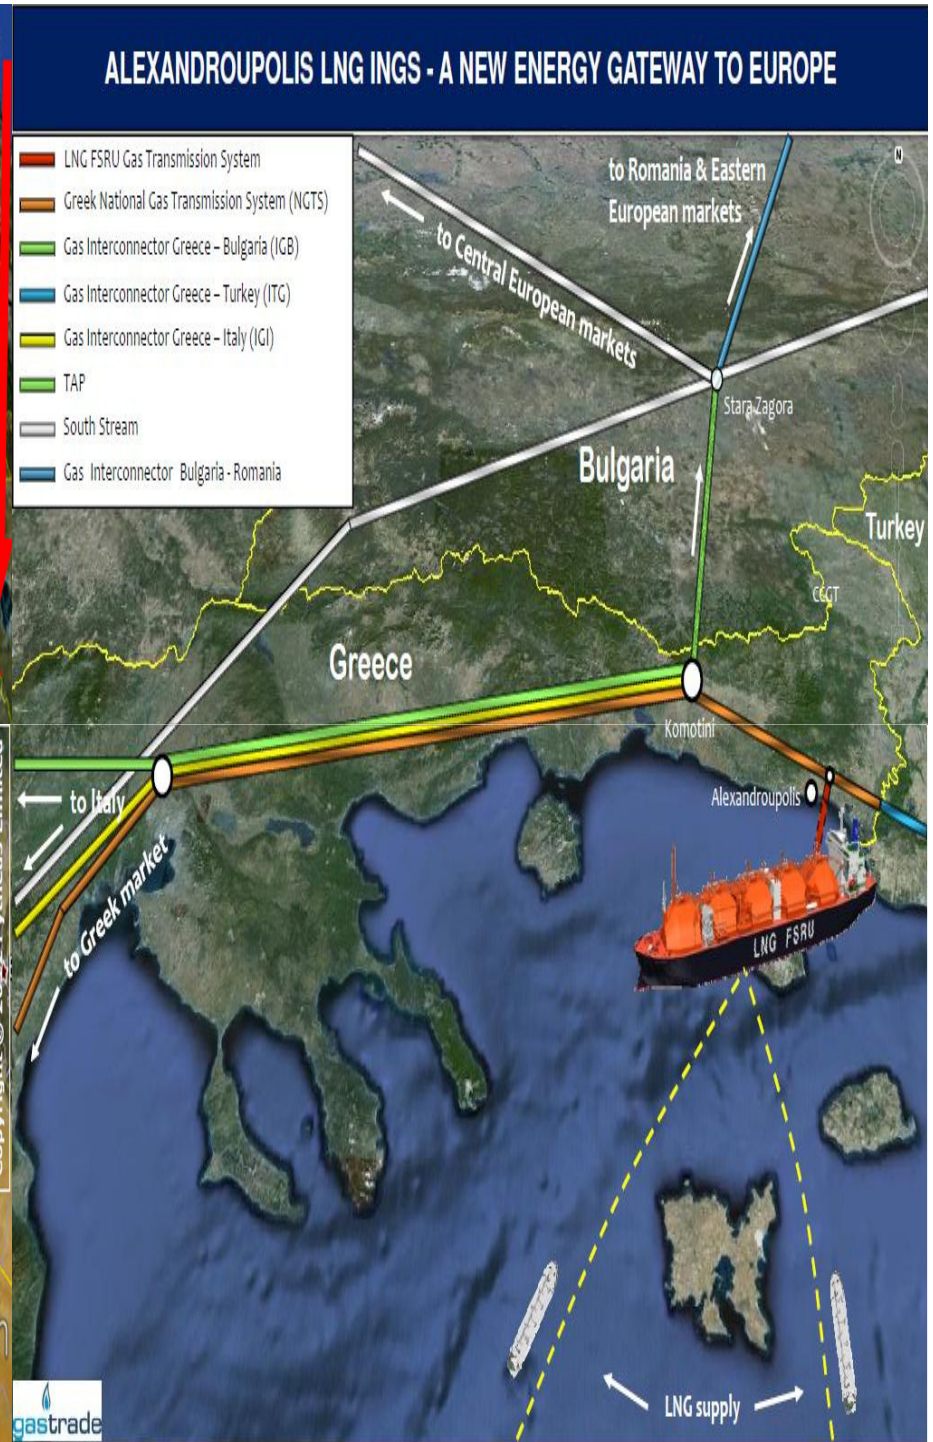 ALEXANDROUPOLIS LNG INGS - A NEW ENERGY GATEWAY TO EUROPE
LNG FSRU Gas Transmission System
Greek National Gas Transmission System (NGTS)
Gas Interconnector Greece – Bulgaria (IGB)
Gas Interconnector Greece – Turkey (ITG)
Gas Interconnector Greece – Italy (IGI)
TAP
South Stream
Gas Interconnector Bulgaria - Romania
to Romania & Eastern
European markets
N
to Central European markets
Stara Zagora
Bulgaria
Turkey
CCGT
Greece
Komotini
Alexandroupolis
to Italy
to Greek market
LNG FSRU
LNG supply
gastrade